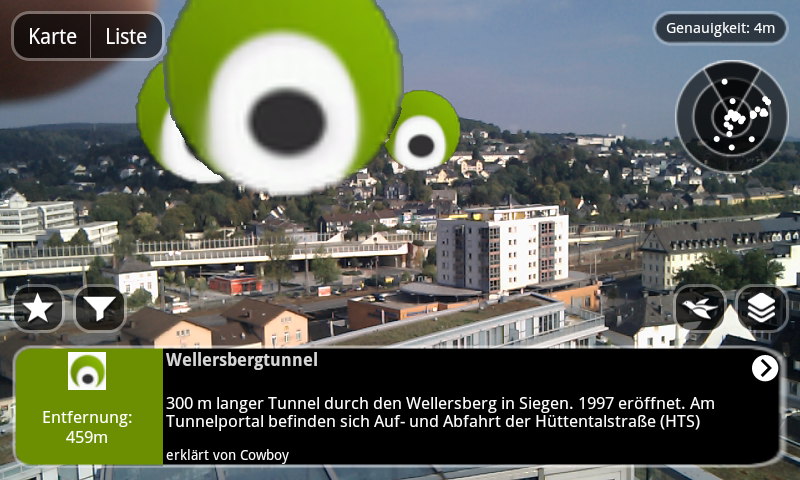 Karte Liste
Genauigkeit: 4m
Wellersbergtunnel
Entfernung:
459m
300 m langer Tunnel durch den Wellersberg in Siegen. 1997 eröffnet. Am
Tunnelportal befinden sich Auf- und Abfahrt der Hüttentalstraße (HTS)
erklärt von Cowboy